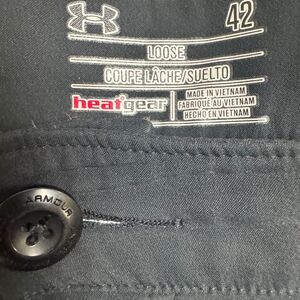 42
LOOSE
COUPE LÂCHE/SUELTO
heatgear
MADE IN VIETNAM
FABRIQUÉ AU VIETNAM
HECHO EN VIETNAM
ARMOUR